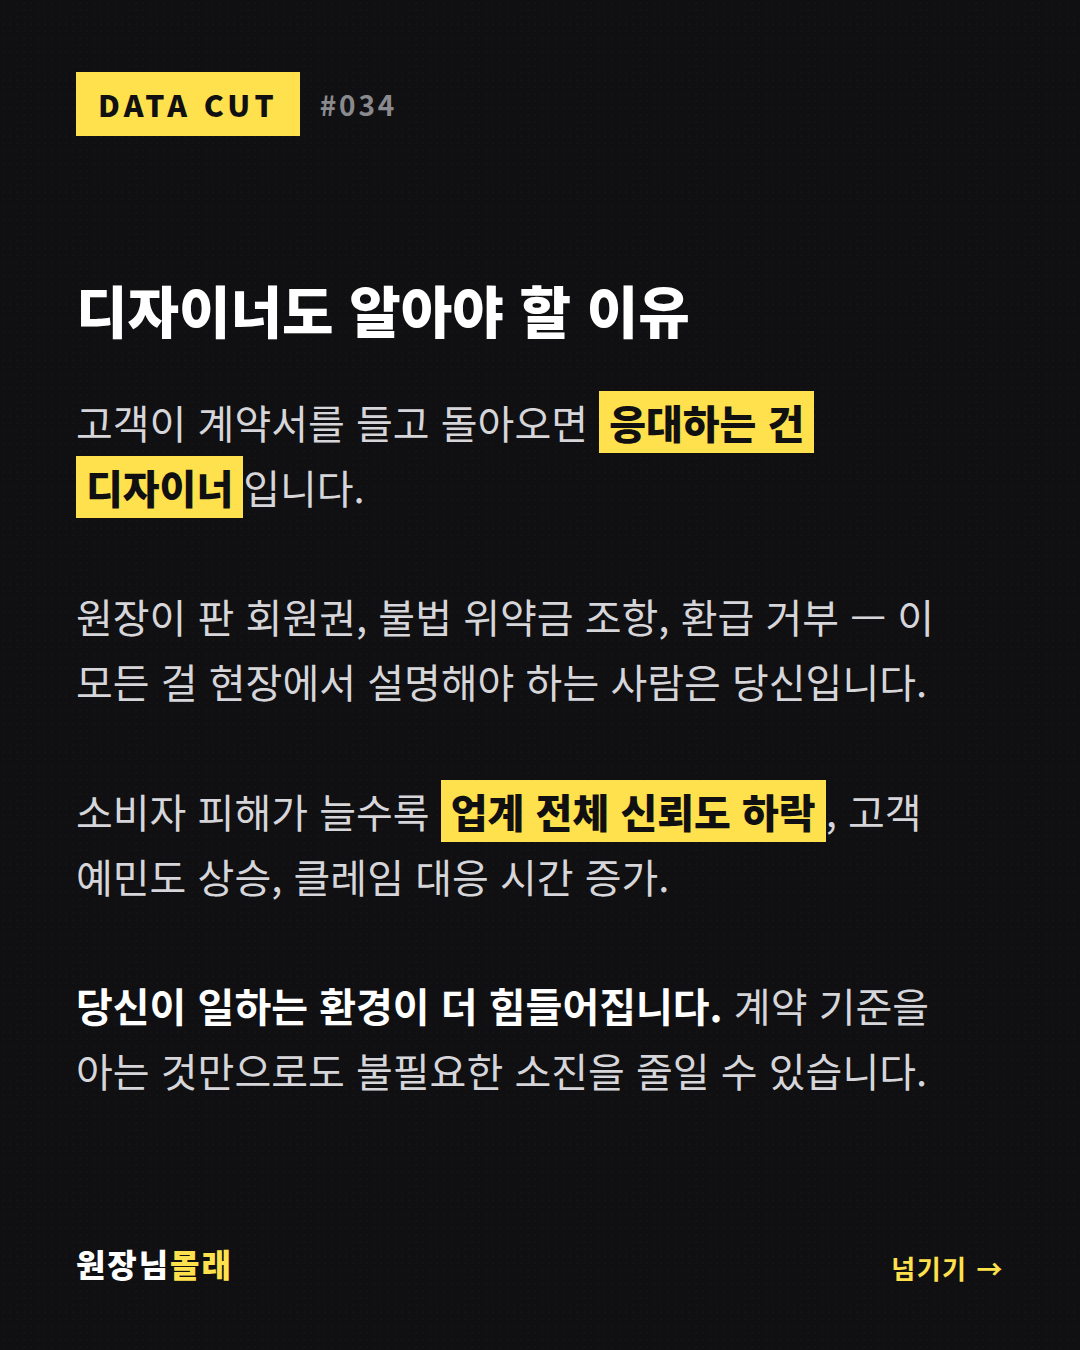 DATA CUT #034
디자이너도 알아야 할 이유
고객이 계약서를 들고 돌아오면 응대하는 건
디자이너입니다.
원장이 판 회원권, 불법 위약금 조항, 환급 거부 — 이
모든 걸 현장에서 설명해야 하는 사람은 당신입니다.
소비자 피해가 늘수록 업계 전체 신뢰도 하락, 고객
예민도 상승, 클레임 대응 시간 증가.
당신이 일하는 환경이 더 힘들어집니다. 계약 기준을
아는 것만으로도 불필요한 소진을 줄일 수 있습니다.
원장님몰래
넘기기 →